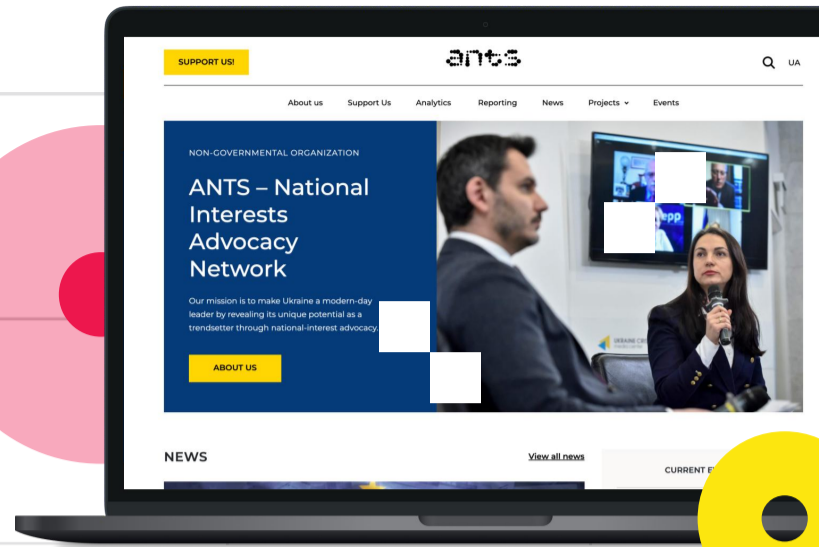 SUPPORT US!
ants
UA
About us Support Us Analytics Reporting News Projects Events
NON-GOVERNMENTAL ORGANIZATION
ANTS – National
Interests
Advocacy
Network
Our mission is to make Ukraine a modern-day
leader by revealing its unique potential as a
trendsetter through national-interest advocacy.
ABOUT US
epp
NEWS
View all news
CURRENT